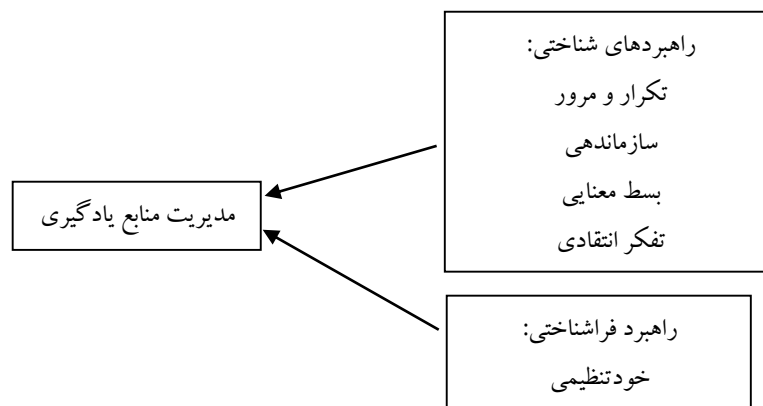 راهبردهای شناختی:
تکرار و مرور
سازماندهی
بسط معنایی
تفکر انتقادی
مدیریت منابع یادگیری
راهبرد فراشناختی:
خودتنظیمی